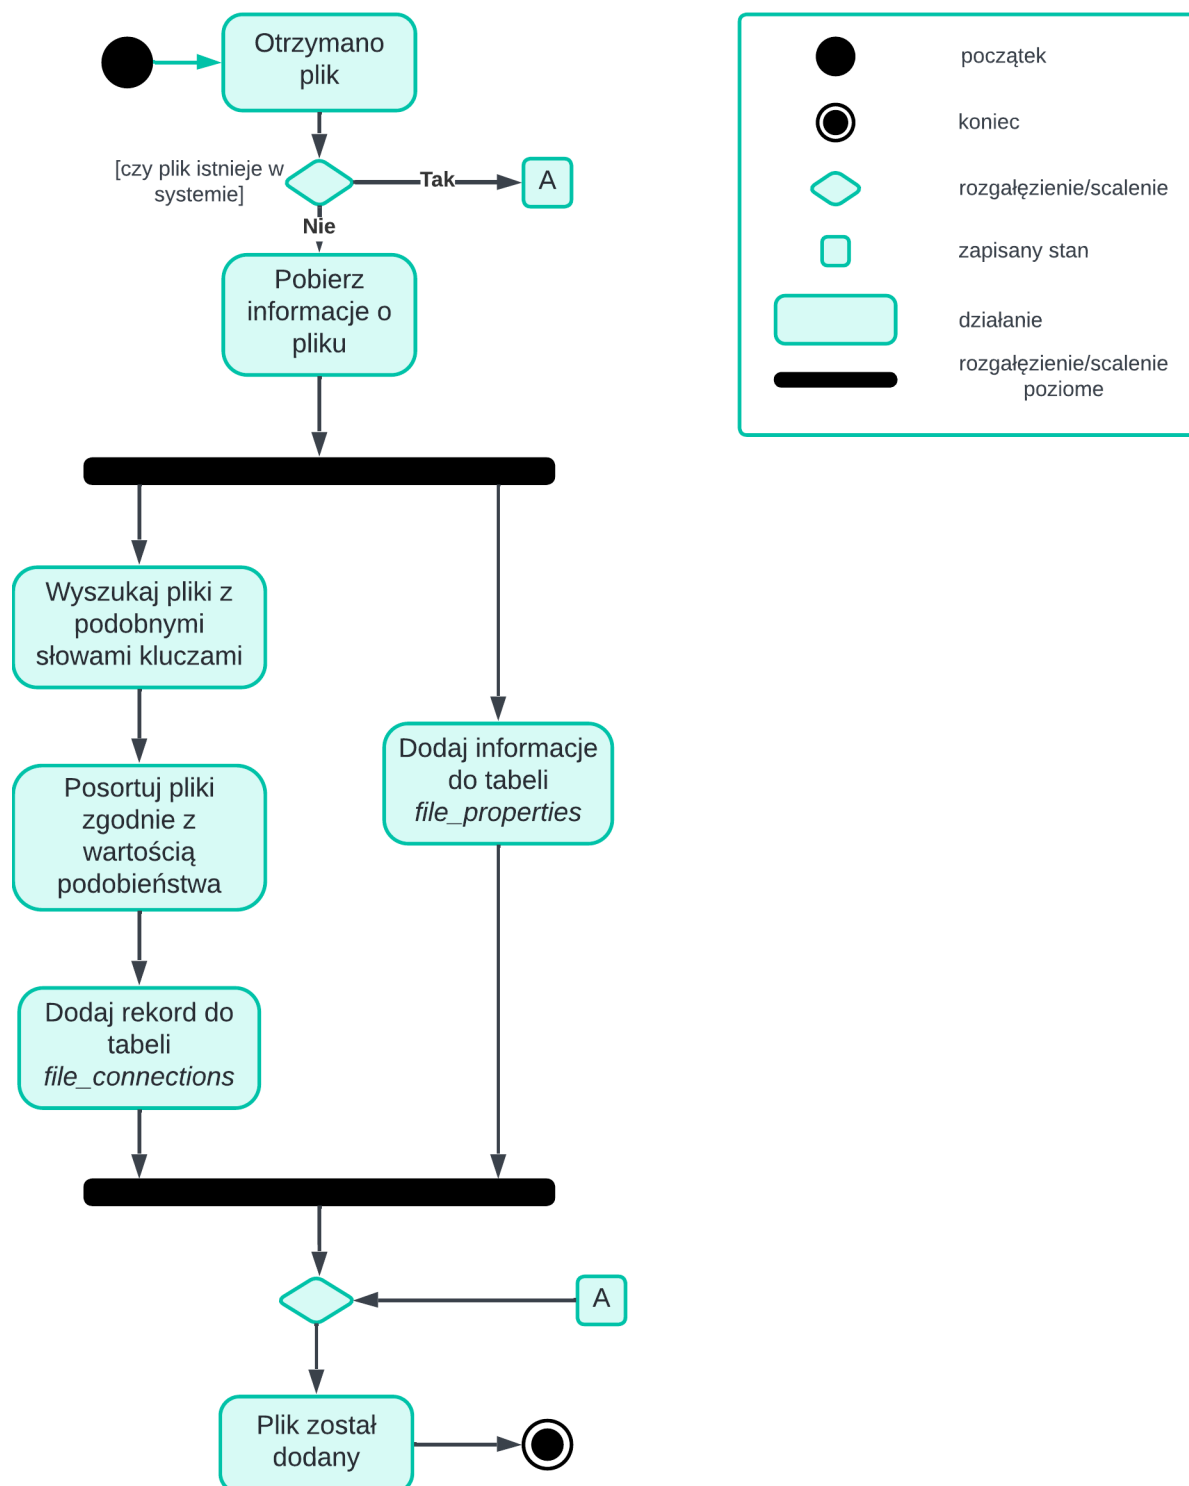 Otrzymano
plik
[czy plik istnieje w
systemie]
Tak
A
Nie
Pobierz
informacje o
pliku
Wyszukaj pliki z
podobnymi
słowami kluczami
Posortuj pliki
zgodnie z
wartością
podobieństwa
Dodaj rekord do
tabeli
file_connections
Dodaj informacje
do tabeli
file_properties
A
Plik został
dodany
początek
koniec
rozgałęzienie/scalenie
zapisany stan
działanie
rozgałęzienie/scalenie
poziome